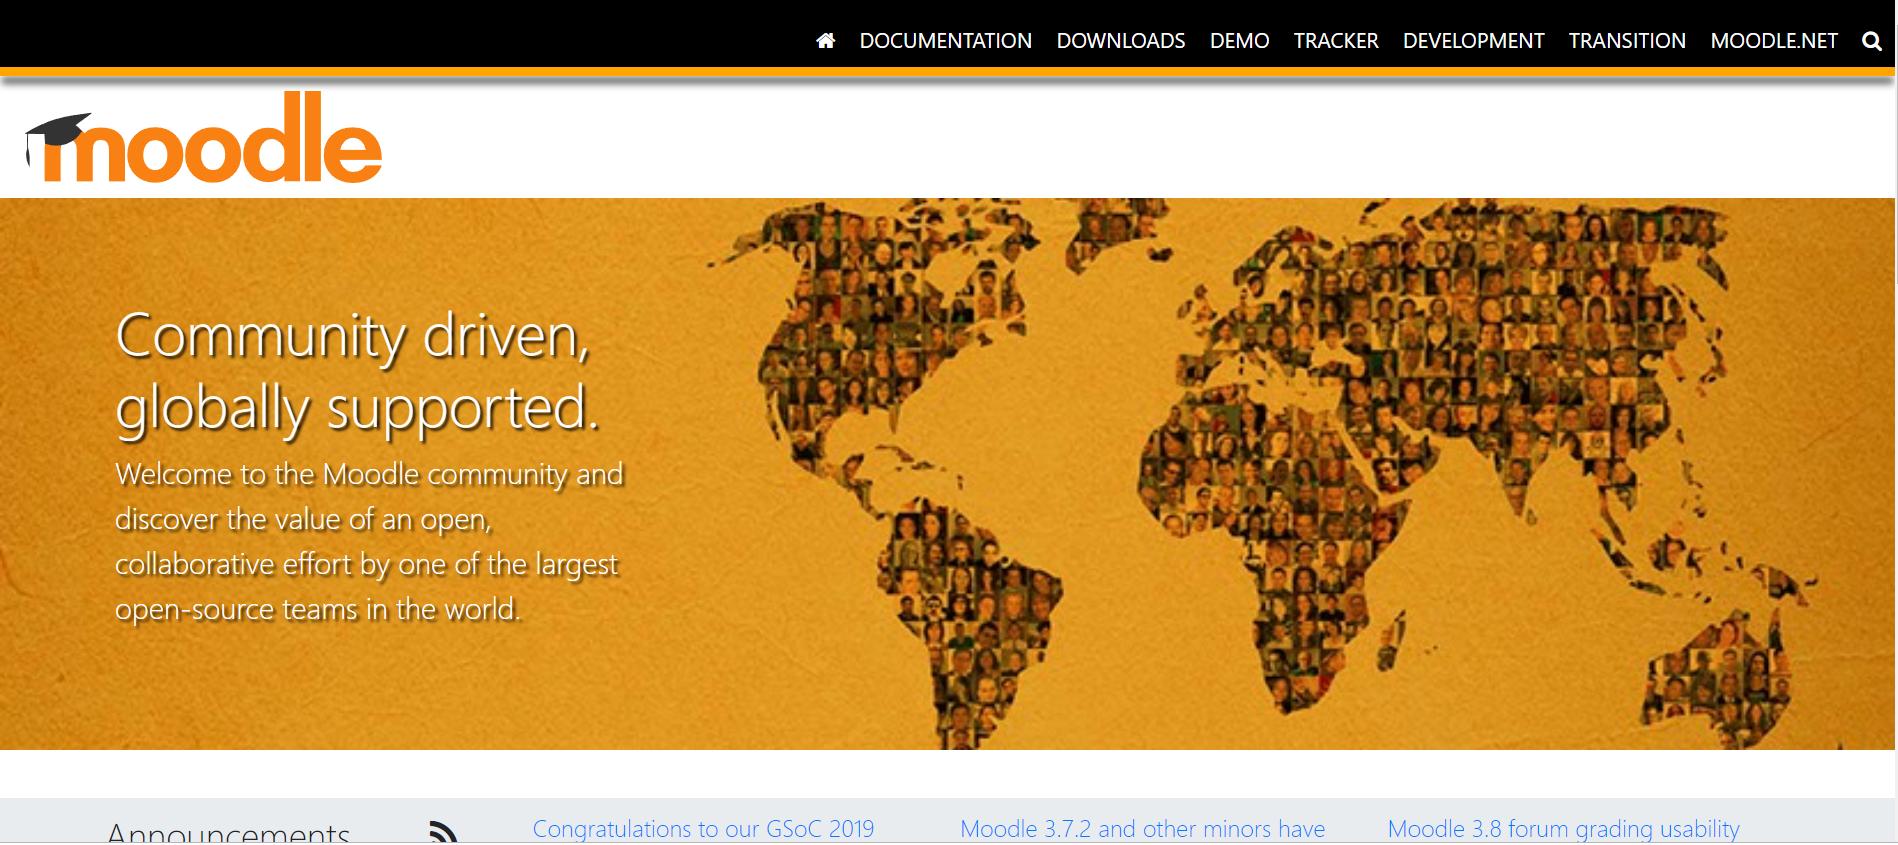 DOCUMENTATION DOWNLOADS DEMO TRACKER DEVELOPMENT TRANSITION MOODLE.NET
moodle
Community driven,
globally supported.
Welcome to the Moodle community and
discover the value of an open,
collaborative effort by one of the largest
open-source teams in the world.
Announcements
Congratulations to our GSoC 2019
Moodle 3.7.2 and other minors have
Moodle 3.8 forum grading usability